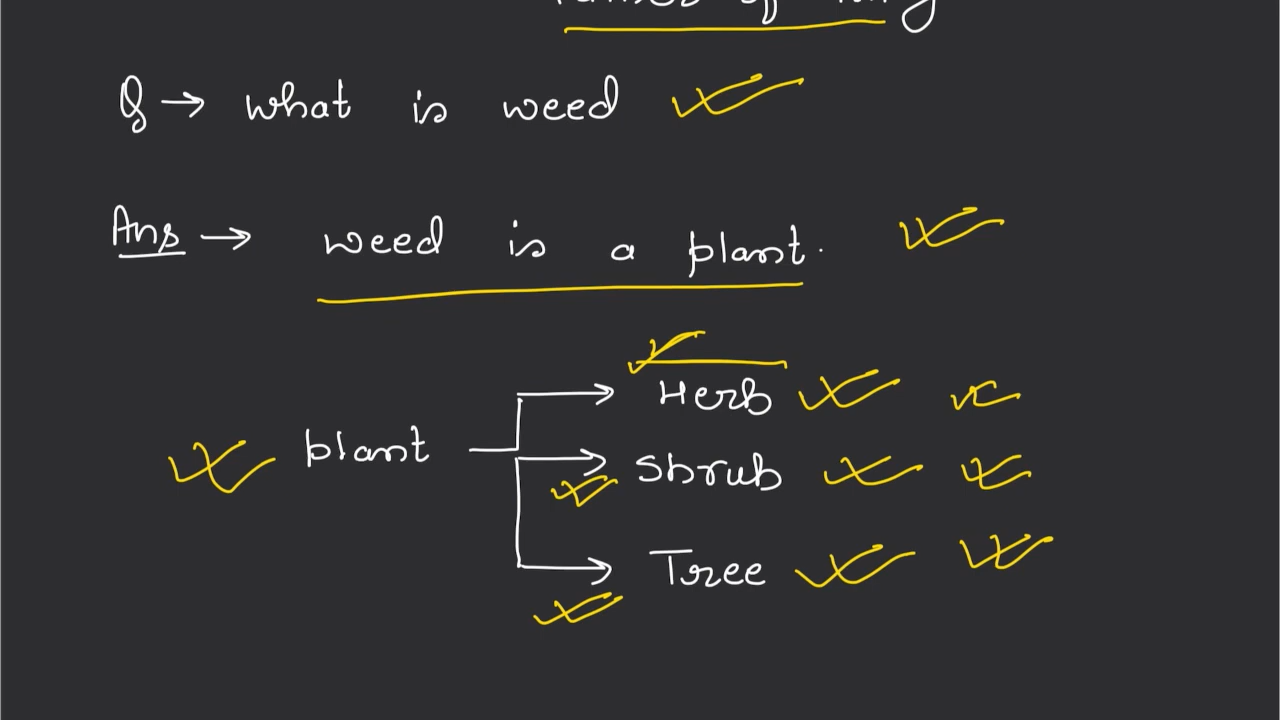 Q → what is weed
Ans → weed is a plant.
Herb
plant
Shrub
Tree